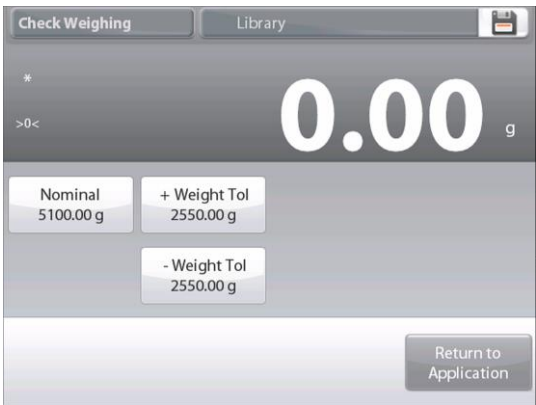 Check Weighing
Library
*
>0<
0.00 g
Nominal
5100.00 g
+ Weight Tol
2550.00 g
- Weight Tol
2550.00 g
Return to
Application